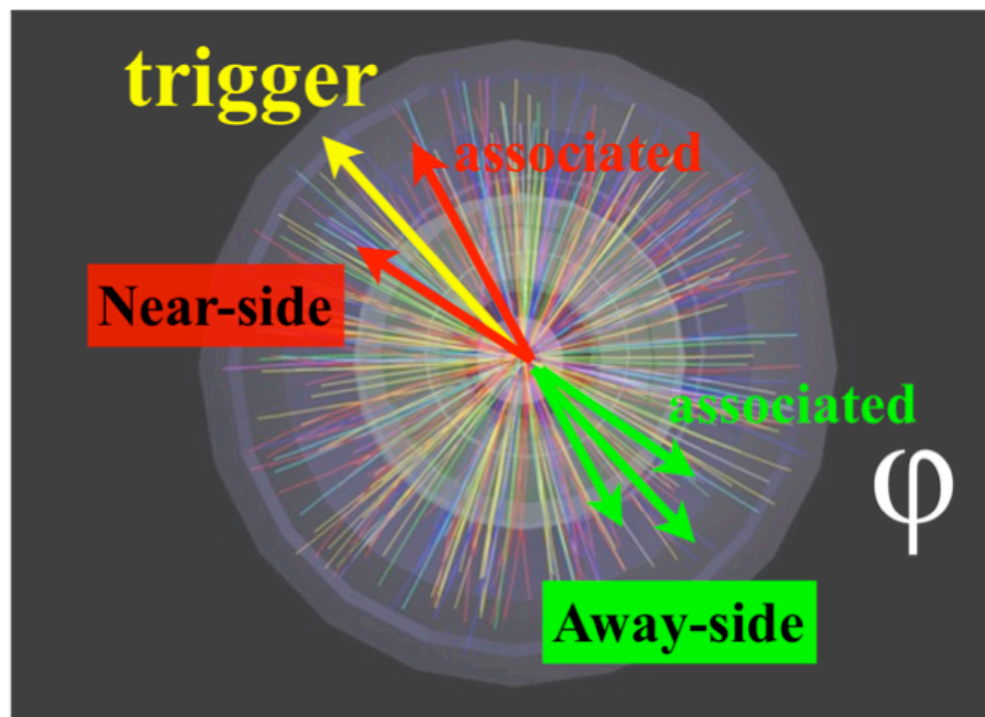 trigger
associated
Near-side
associated
φ
Away-side